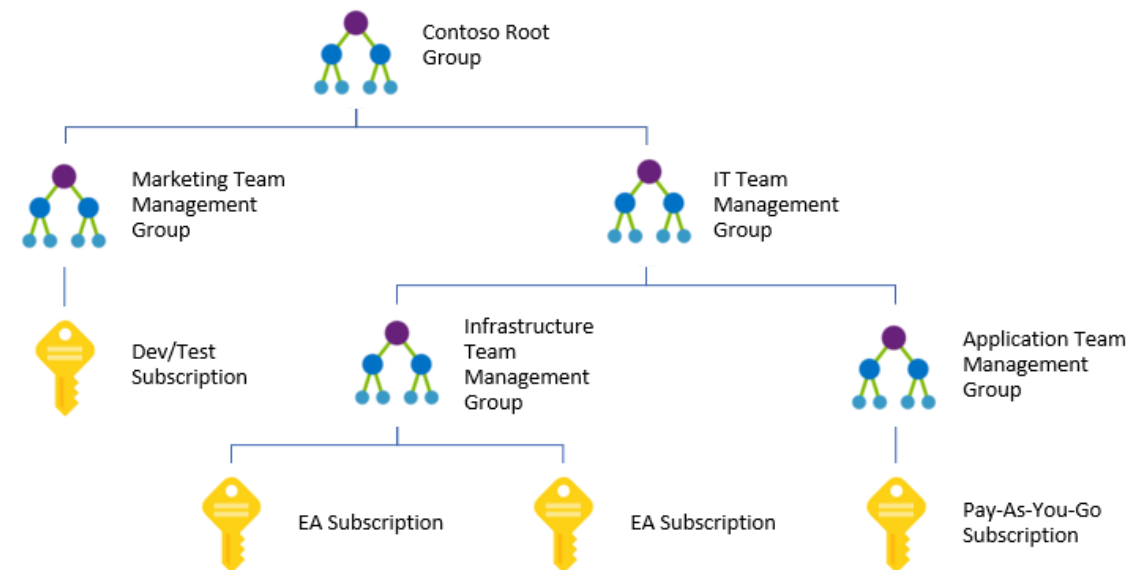 Contoso Root
Group
Marketing Team
Management
Group
IT Team
Management
Group
Dev/Test
Subscription
Infrastructure
Team
Management
Group
Application Team
Management
Group
EA Subscription
EA Subscription
Pay-As-You-Go
Subscription